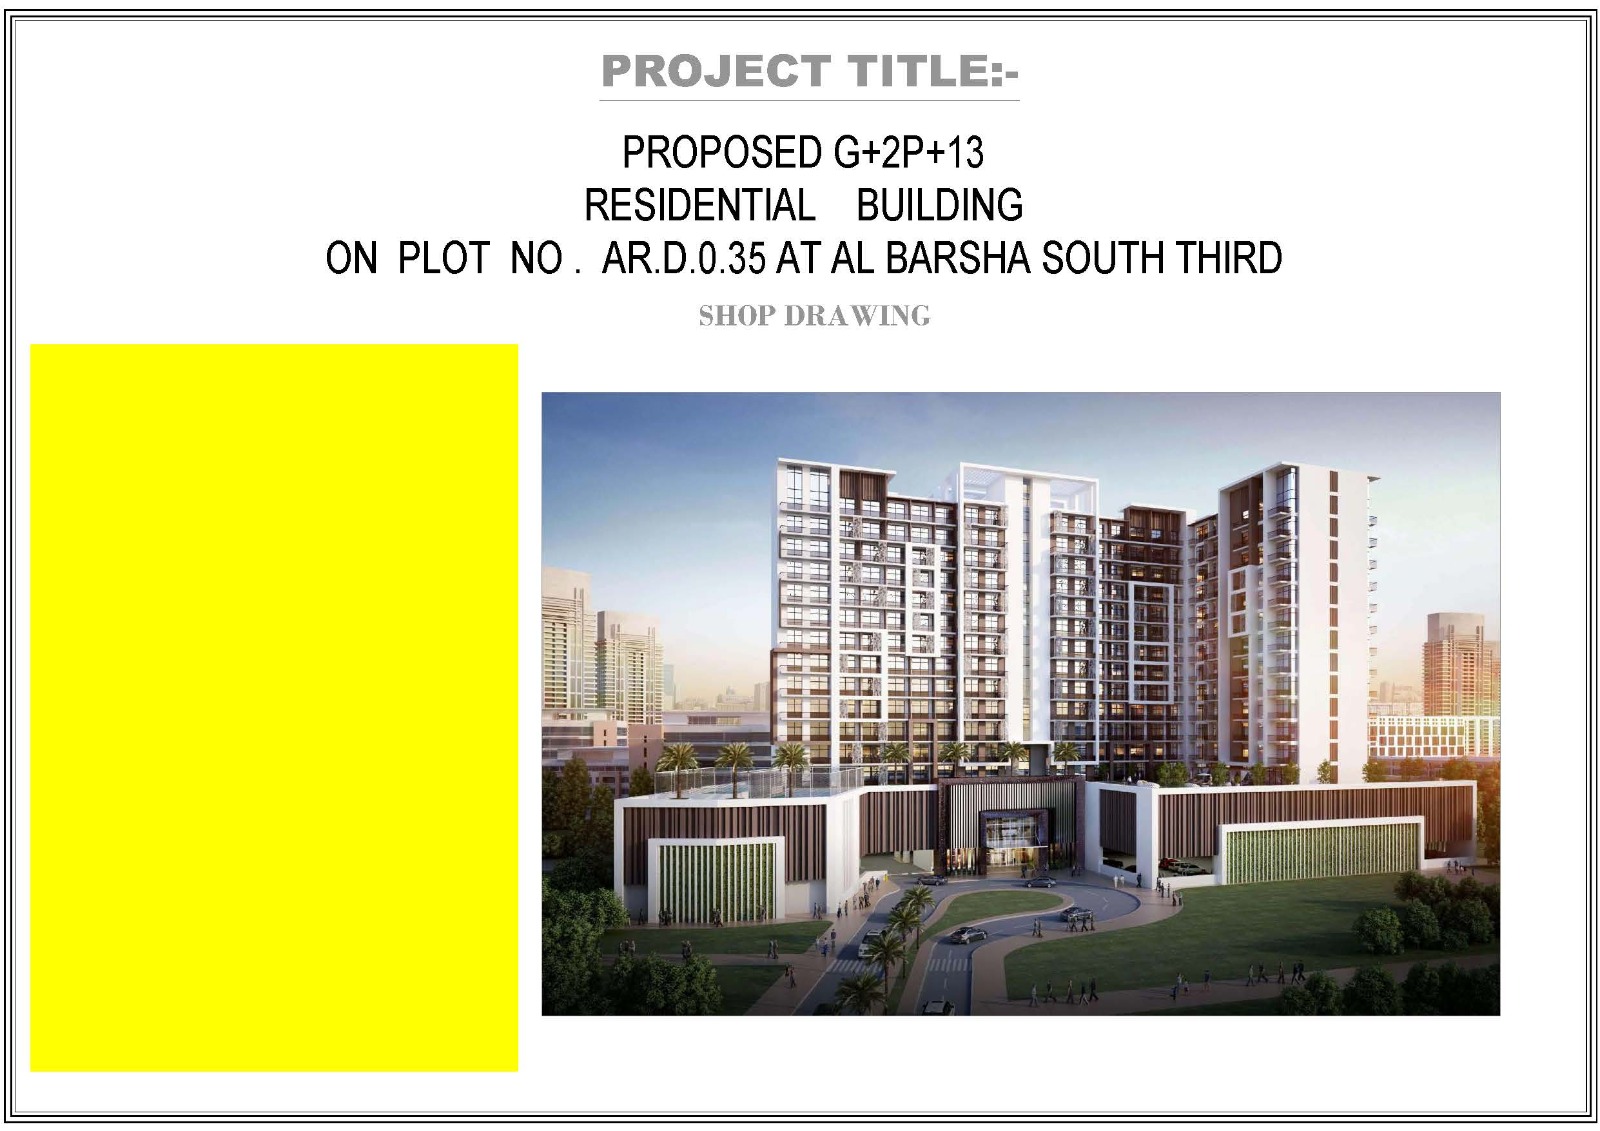 PROJECT TITLE:-
PROPOSED G+2P+13
RESIDENTIAL BUILDING
ON PLOT NO . AR.D.0.35 AT AL BARSHA SOUTH THIRD
SHOP DRAWING